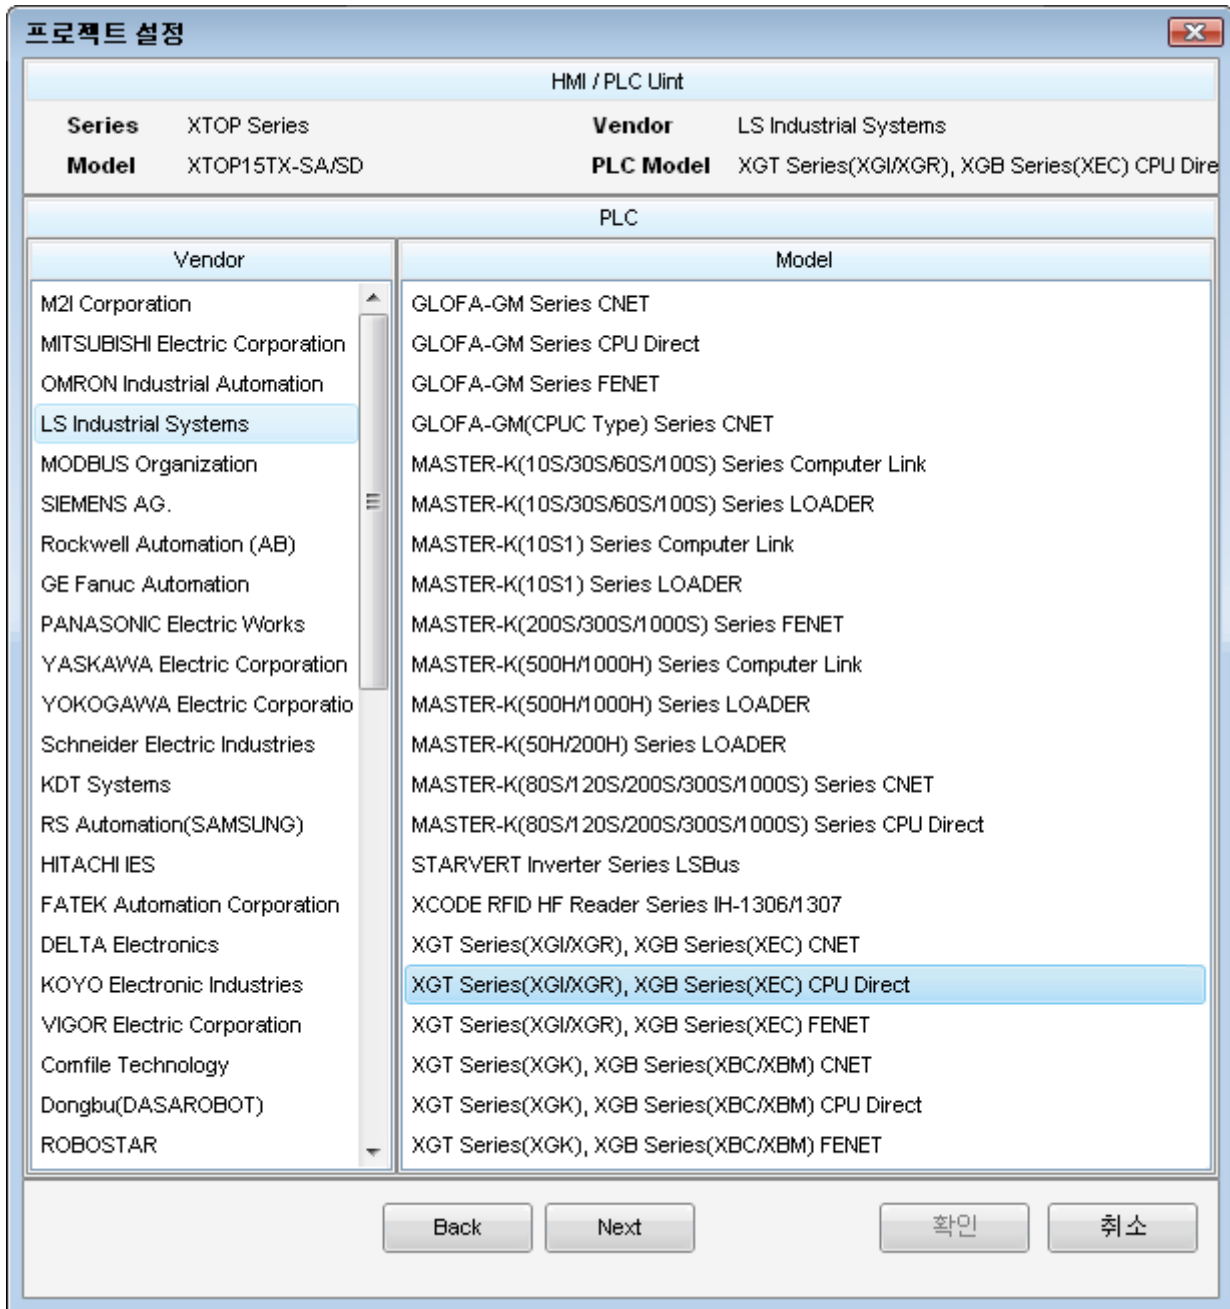 프로젝트 설정
HMI / PLC Uint
Series XTOP Series Vendor LS Industrial Systems
Model XTOP15TX-SA/SD PLC Model XGT Series(XGI/XGR), XGB Series(XEC) CPU Dire
PLC
Vendor Model
M2I Corporation GLOFA-GM Series CNET
MITSUBISHI Electric Corporation GLOFA-GM Series CPU Direct
OMRON Industrial Automation GLOFA-GM Series FENET
LS Industrial Systems GLOFA-GM(CPUC Type) Series CNET
MODBUS Organization MASTER-K(10S/30S/60S/100S) Series Computer Link
SIEMENS AG. MASTER-K(10S/30S/60S/100S) Series LOADER
Rockwell Automation (AB) MASTER-K(10S1) Series Computer Link
GE Fanuc Automation MASTER-K(10S1) Series LOADER
PANASONIC Electric Works MASTER-K(200S/300S/1000S) Series FENET
YASKAWA Electric Corporation MASTER-K(500H/1000H) Series Computer Link
YOKOGAWA Electric Corporatio MASTER-K(500H/1000H) Series LOADER
Schneider Electric Industries MASTER-K(50H/200H) Series LOADER
KDT Systems MASTER-K(80S/120S/200S/300S/1000S) Series CNET
RS Automation(SAMSUNG) MASTER-K(80S/120S/200S/300S/1000S) Series CPU Direct
HITACHI IES STARVERT Inverter Series LSBus
FATEK Automation Corporation XCODE RFID HF Reader Series IH-1306/1307
DELTA Electronics XGT Series(XGI/XGR), XGB Series(XEC) CNET
KOYO Electronic Industries XGT Series(XGI/XGR), XGB Series(XEC) CPU Direct
VIGOR Electric Corporation XGT Series(XGI/XGR), XGB Series(XEC) FENET
Comfile Technology XGT Series(XGK), XGB Series(XBC/XBM) CNET
Dongbu(DASAROBOT) XGT Series(XGK), XGB Series(XBC/XBM) CPU Direct
ROBOSTAR XGT Series(XGK), XGB Series(XBC/XBM) FENET
Back Next 확인 취소